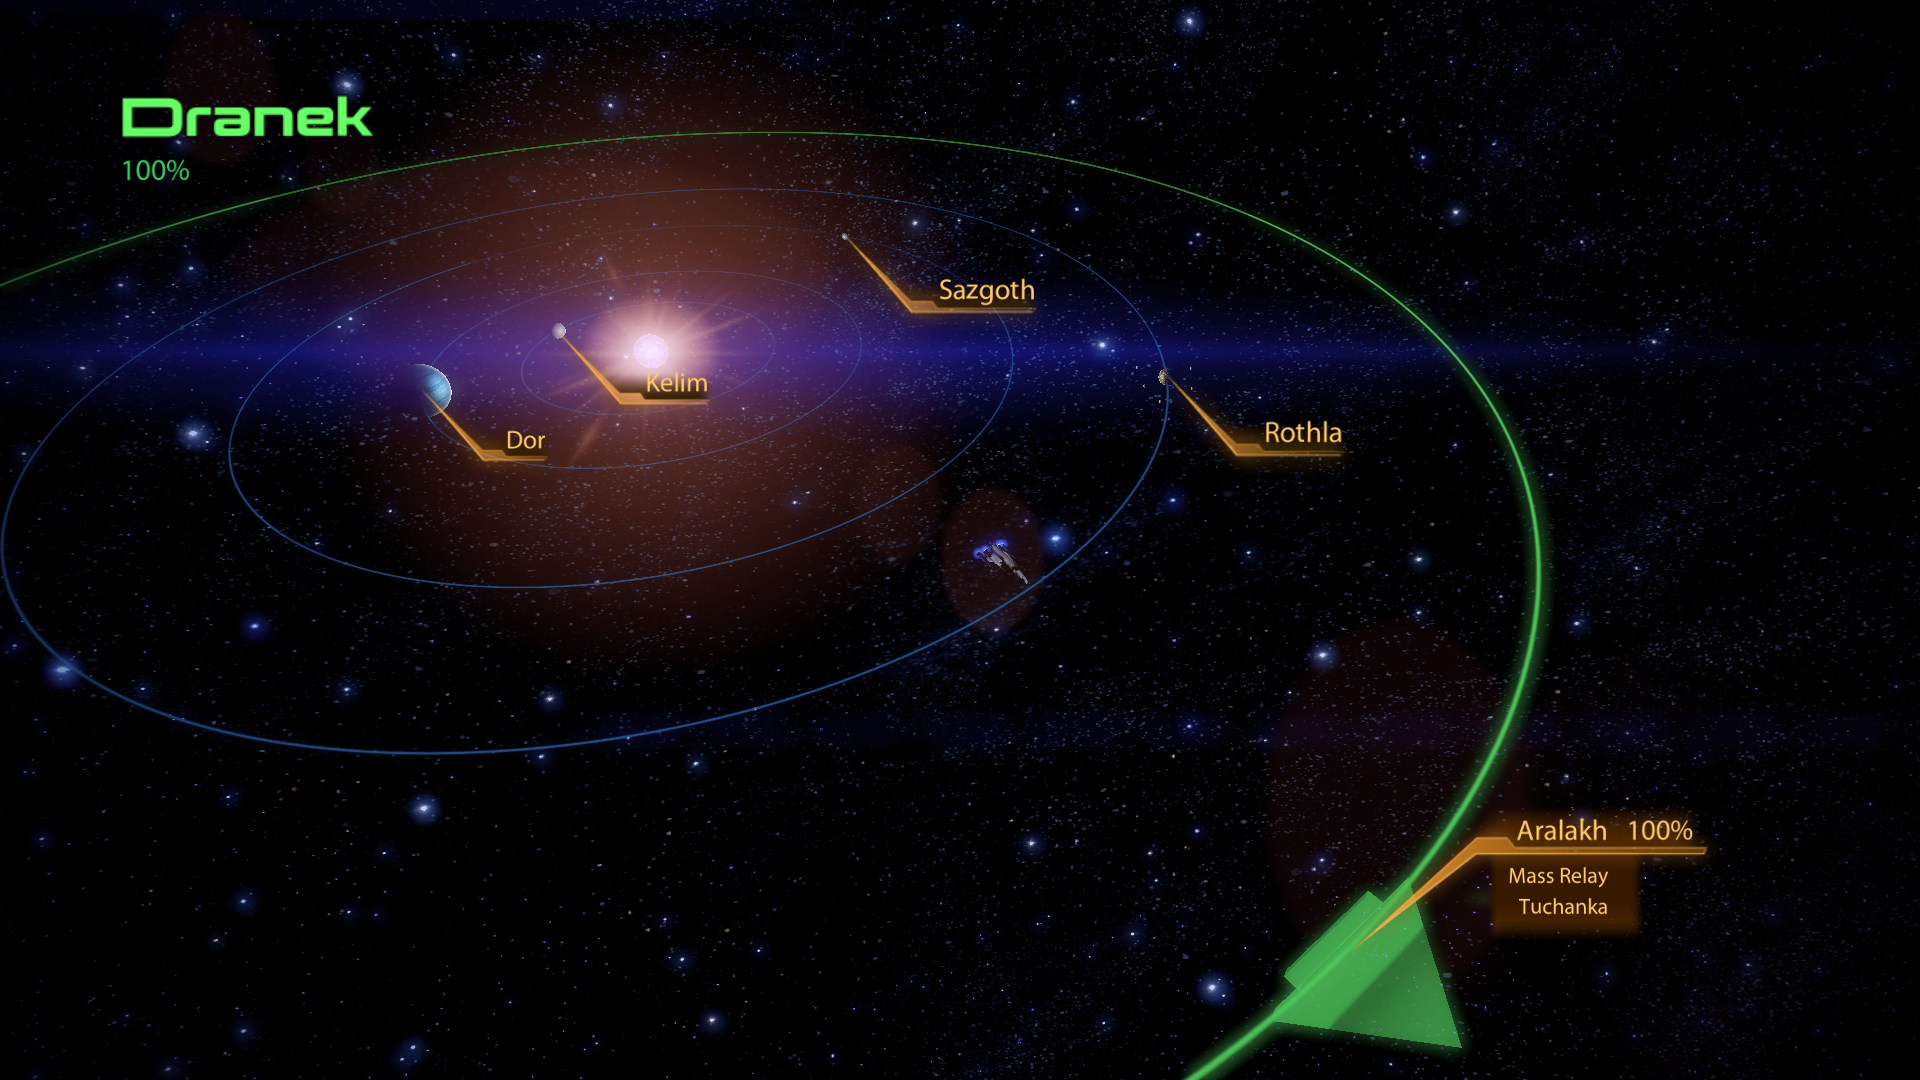 Dranek
100%
Sazgoth
Kelim
Dor
Rothla
Aralakh 100%
Mass Relay
Tuchanka